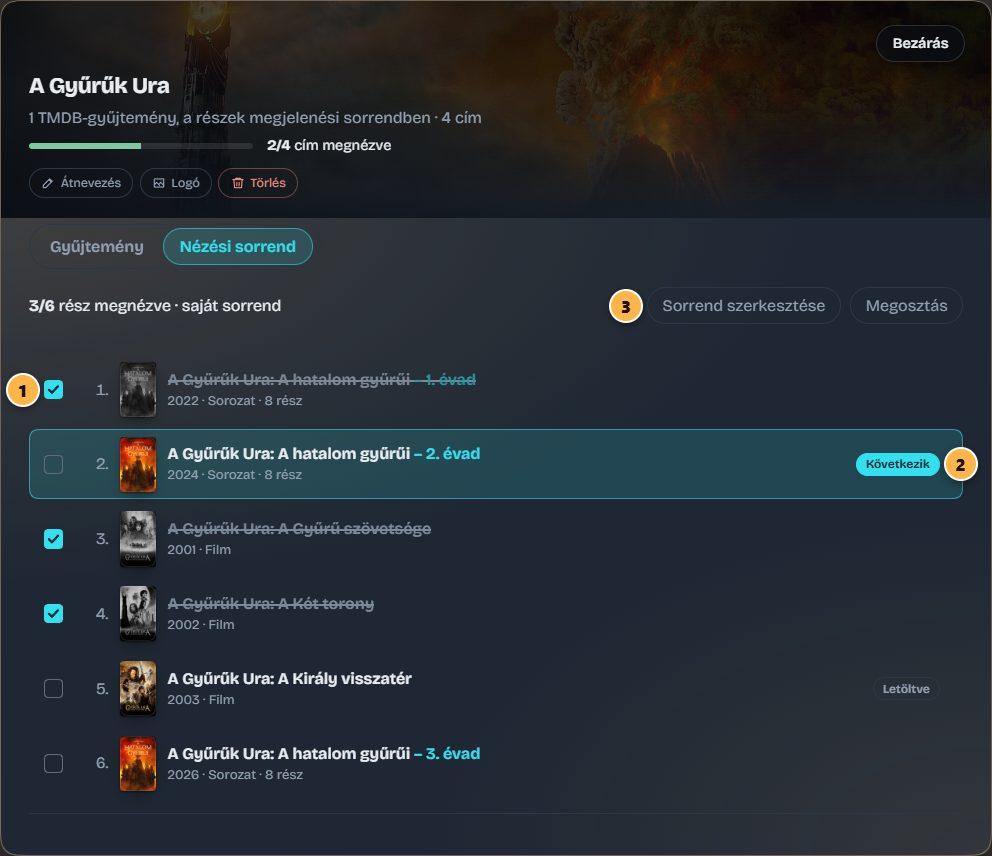 Bezárás
A Gyűrűk Ura
1 TMDB-gyűjtemény, a részek megjelenési sorrendben · 4 cím
2/4 cím megnézve
Átnevezés
Logó
Törlés
Gyűjtemény
Nézési sorrend
3/6 rész megnézve · saját sorrend
3
Sorrend szerkesztése
Megosztás
1
1.
A Gyűrűk Ura: A hatalom gyűrűi – 1. évad
2022 · Sorozat · 8 rész
2.
A Gyűrűk Ura: A hatalom gyűrűi – 2. évad
2024 · Sorozat · 8 rész
Következik
2
3.
A Gyűrűk Ura: A Gyűrű szövetsége
2001 · Film
4.
A Gyűrűk Ura: A Két torony
2002 · Film
5.
A Gyűrűk Ura: A Király visszatér
2003 · Film
Letöltve
6.
A Gyűrűk Ura: A hatalom gyűrűi – 3. évad
2026 · Sorozat · 8 rész